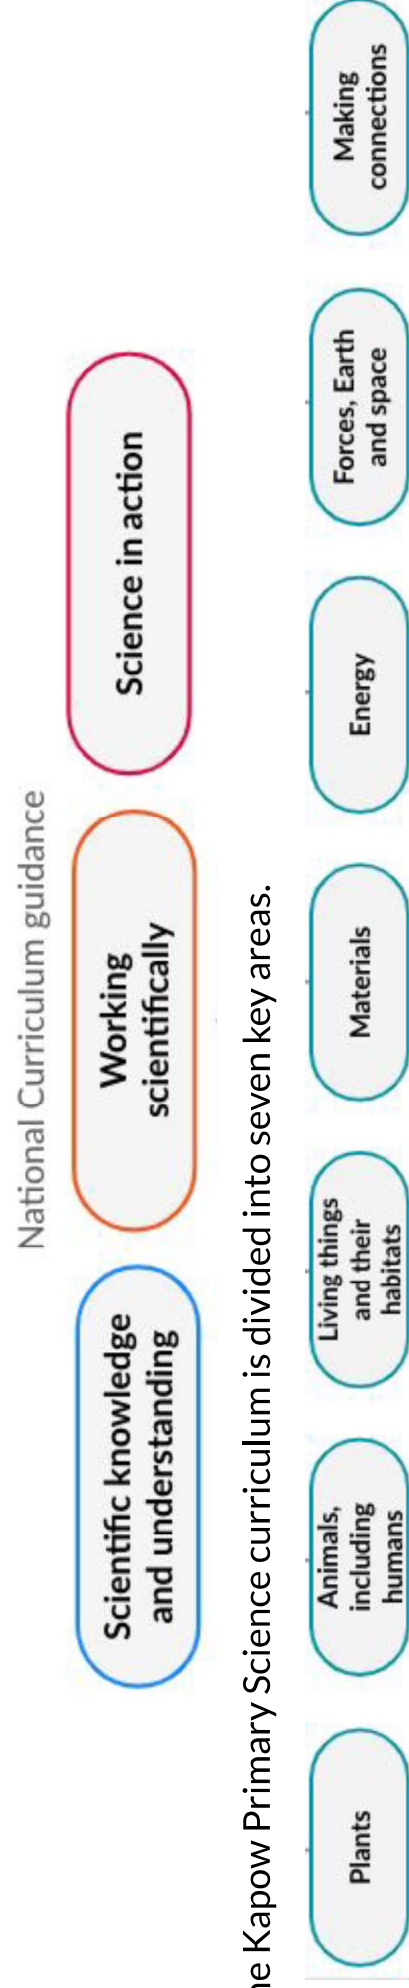 National Curriculum guidance
Scientific knowledge
and understanding
Working
scientifically
Science in action
ne Kapow Primary Science curriculum is divided into seven key areas.
Plants
Animals,
including
humans
Living things
and their
habitats
Materials
Energy
Forces, Earth
and space
Making
connections